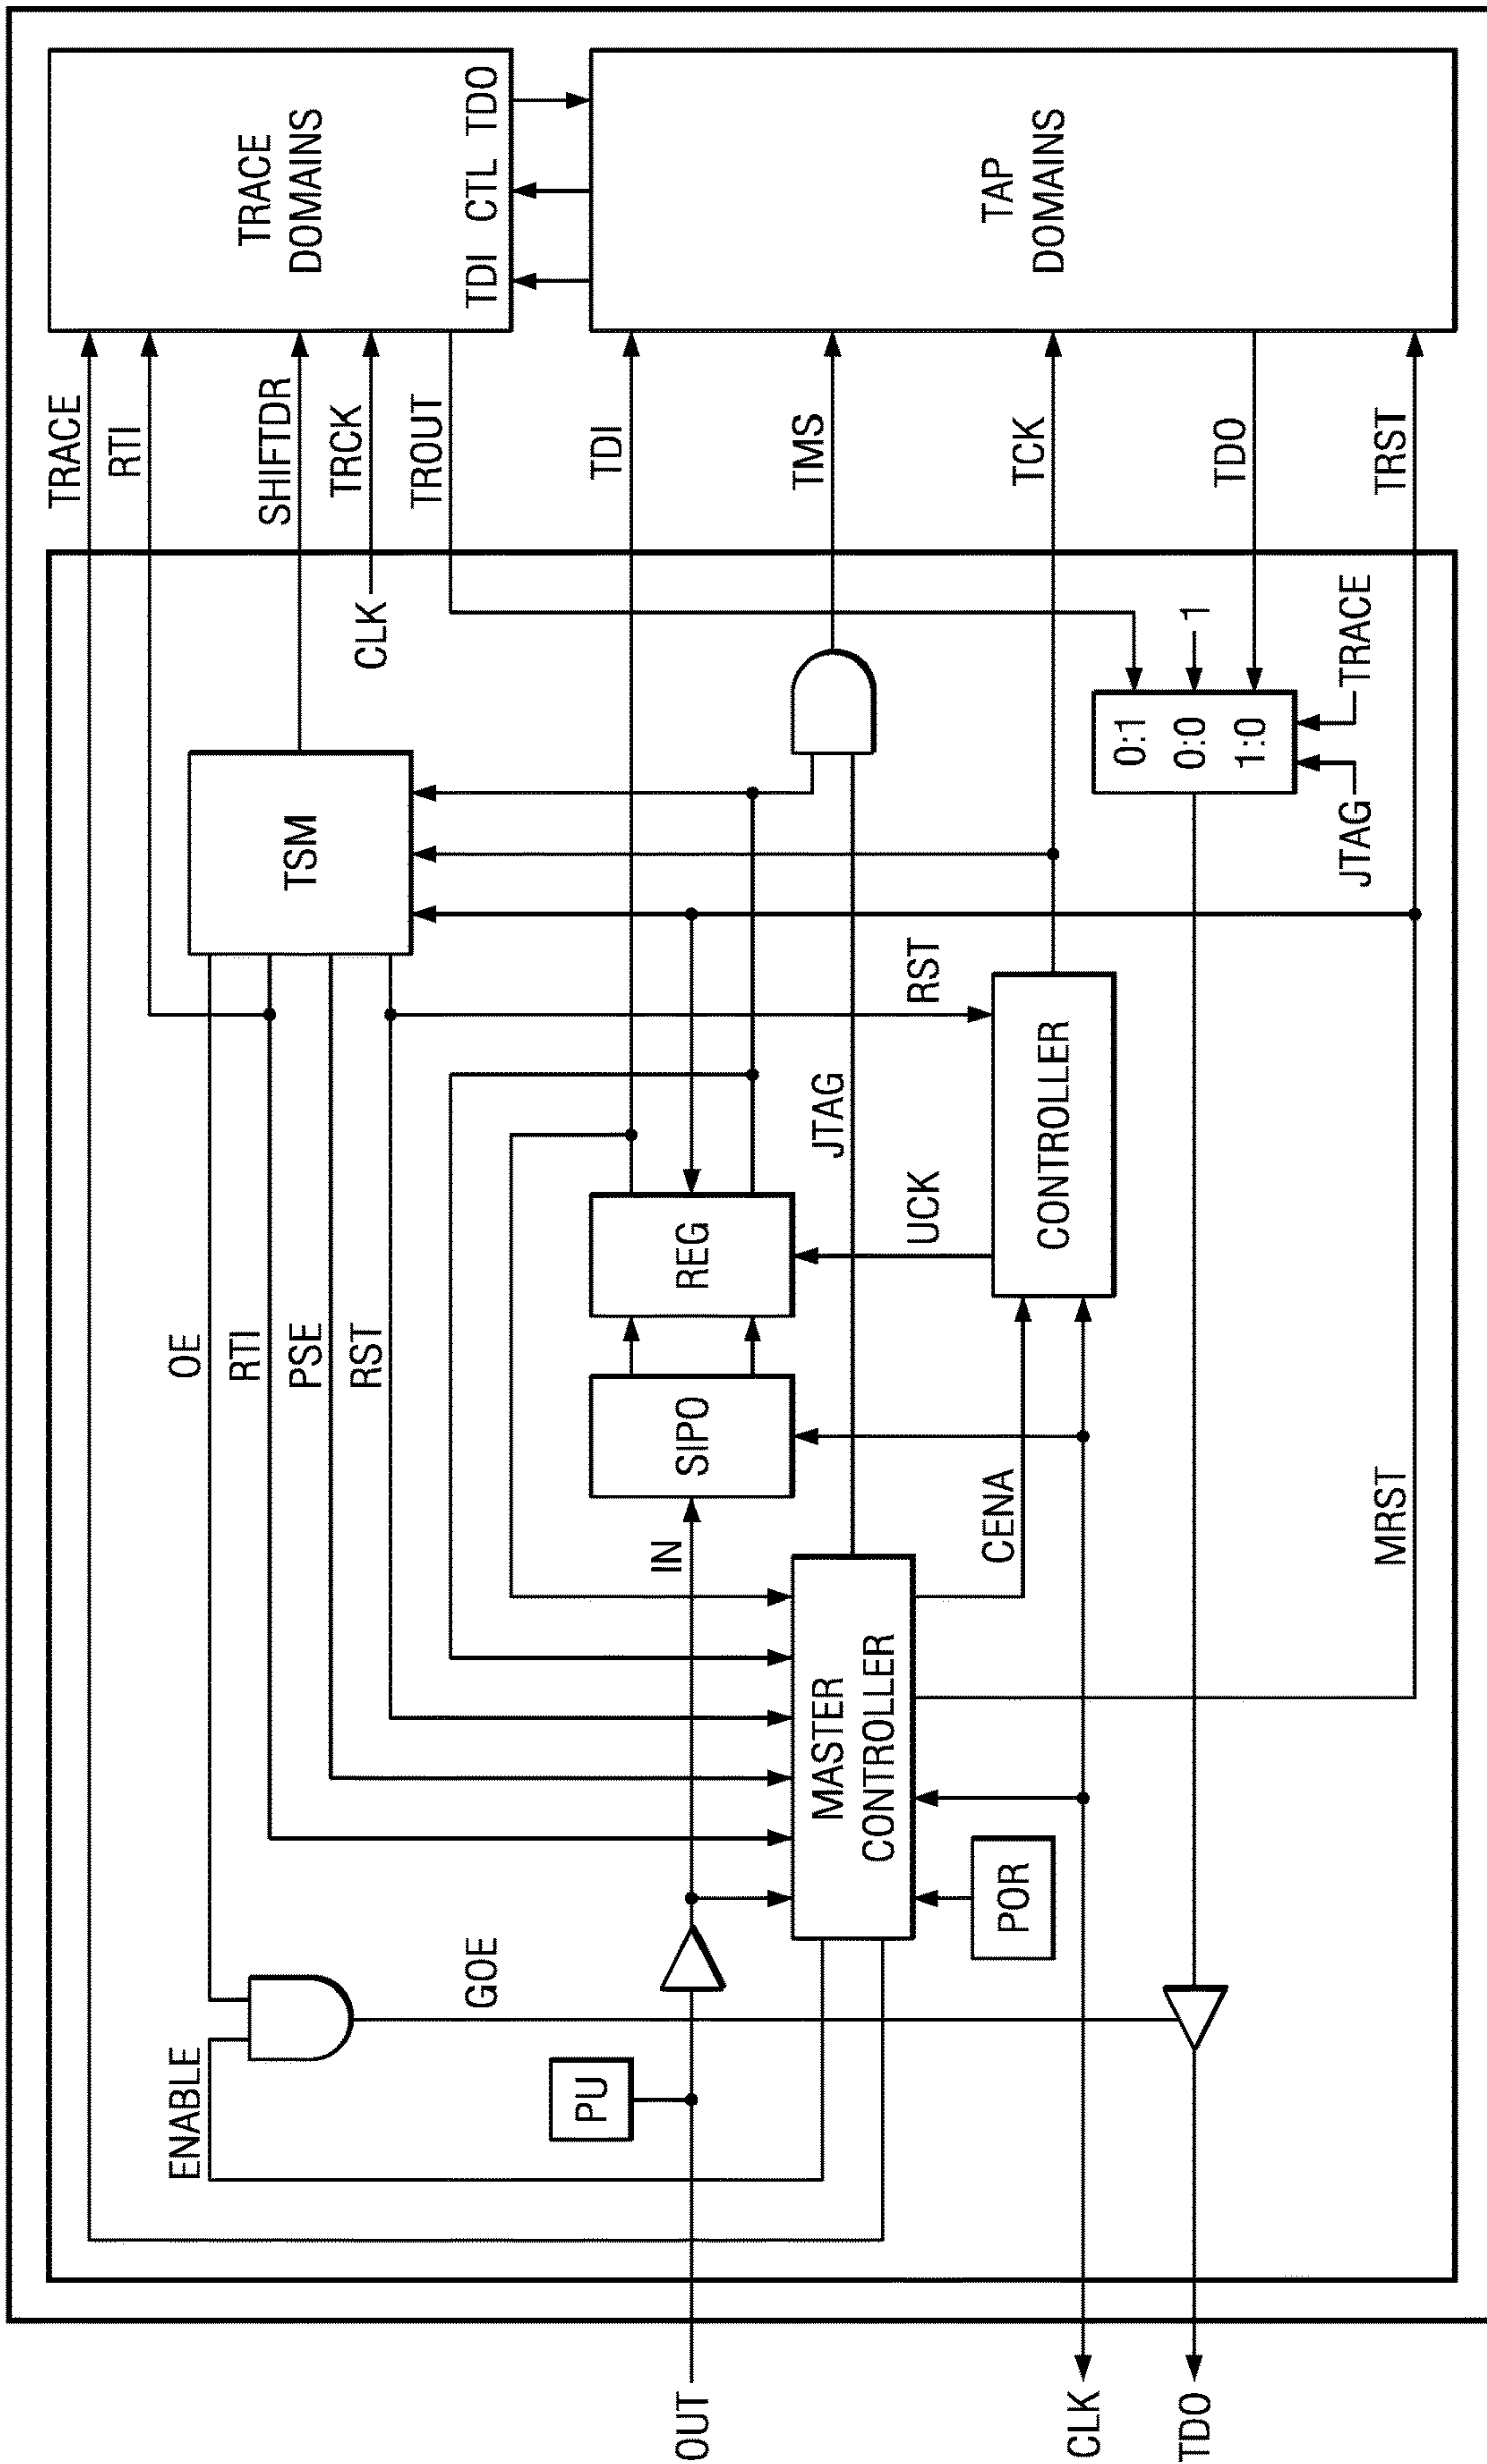 TRACE
DOMAINS
TDI
CTL
TDO
TAP
DOMAINS
TRACE
RTI
SHIFTDR
TRCK
TROUT
TDI
TMS
TCK
TDO
TRST
CLK
TSM
1
0:1
0:0
1:0
JTAG
TRACE
OE
RTI
PSE
RST
RST
JTAG
REG
UCK
CONTROLLER
SIPO
IN
CENA
MRST
MASTER
CONTROLLER
POR
ENABLE
GOE
PU
OUT
CLK
TDO